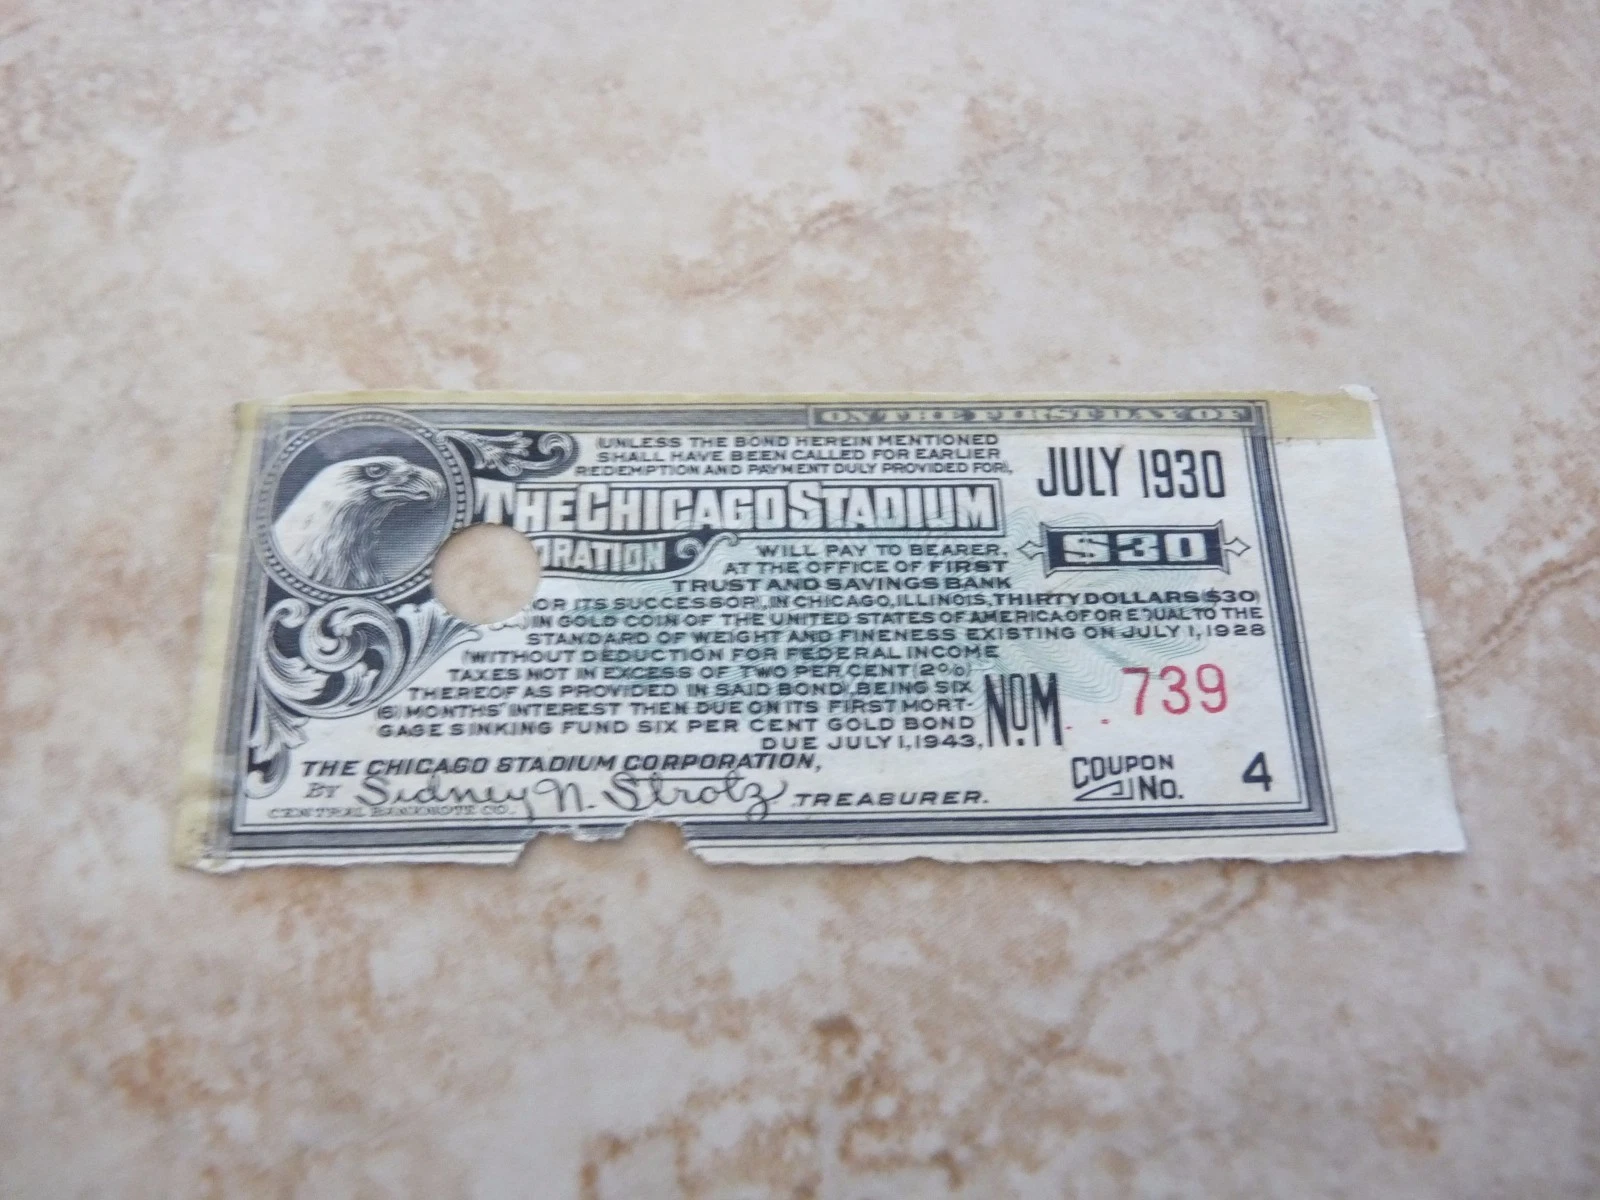 ON THE FIRST DAY OF
(UNLESS THE BOND HEREIN MENTIONED
SHALL HAVE BEEN CALLED FOR EARLIER
REDEMPTION AND PAYMENT DULY PROVIDED FOR),
JULY 1930
THE CHICAGO STADIUM
ORATION
WILL PAY TO BEARER,
$30
AT THE OFFICE OF FIRST
TRUST AND SAVINGS BANK
(OR ITS SUCCESSOR), IN CHICAGO, ILLINOIS, THIRTY DOLLARS ($30)
IN GOLD COIN OF THE UNITED STATES OF AMERICA OF OR EQUAL TO THE
STANDARD OF WEIGHT AND FINENESS EXISTING ON JULY 1, 1928
(WITHOUT DEDUCTION FOR FEDERAL INCOME
TAXES NOT IN EXCESS OF TWO PER CENT (2%)
THEREOF AS PROVIDED IN SAID BOND), BEING SIX
(6) MONTHS' INTEREST THEN DUE ON ITS FIRST MORT-
GAGE SINKING FUND SIX PER CENT GOLD BOND
DUE JULY 1, 1943,
No. M 739
THE CHICAGO STADIUM CORPORATION,
BY Sidney N. Strotz TREASURER.
COUPON
NO. 4
CENTRAL BANKNOTE CO.